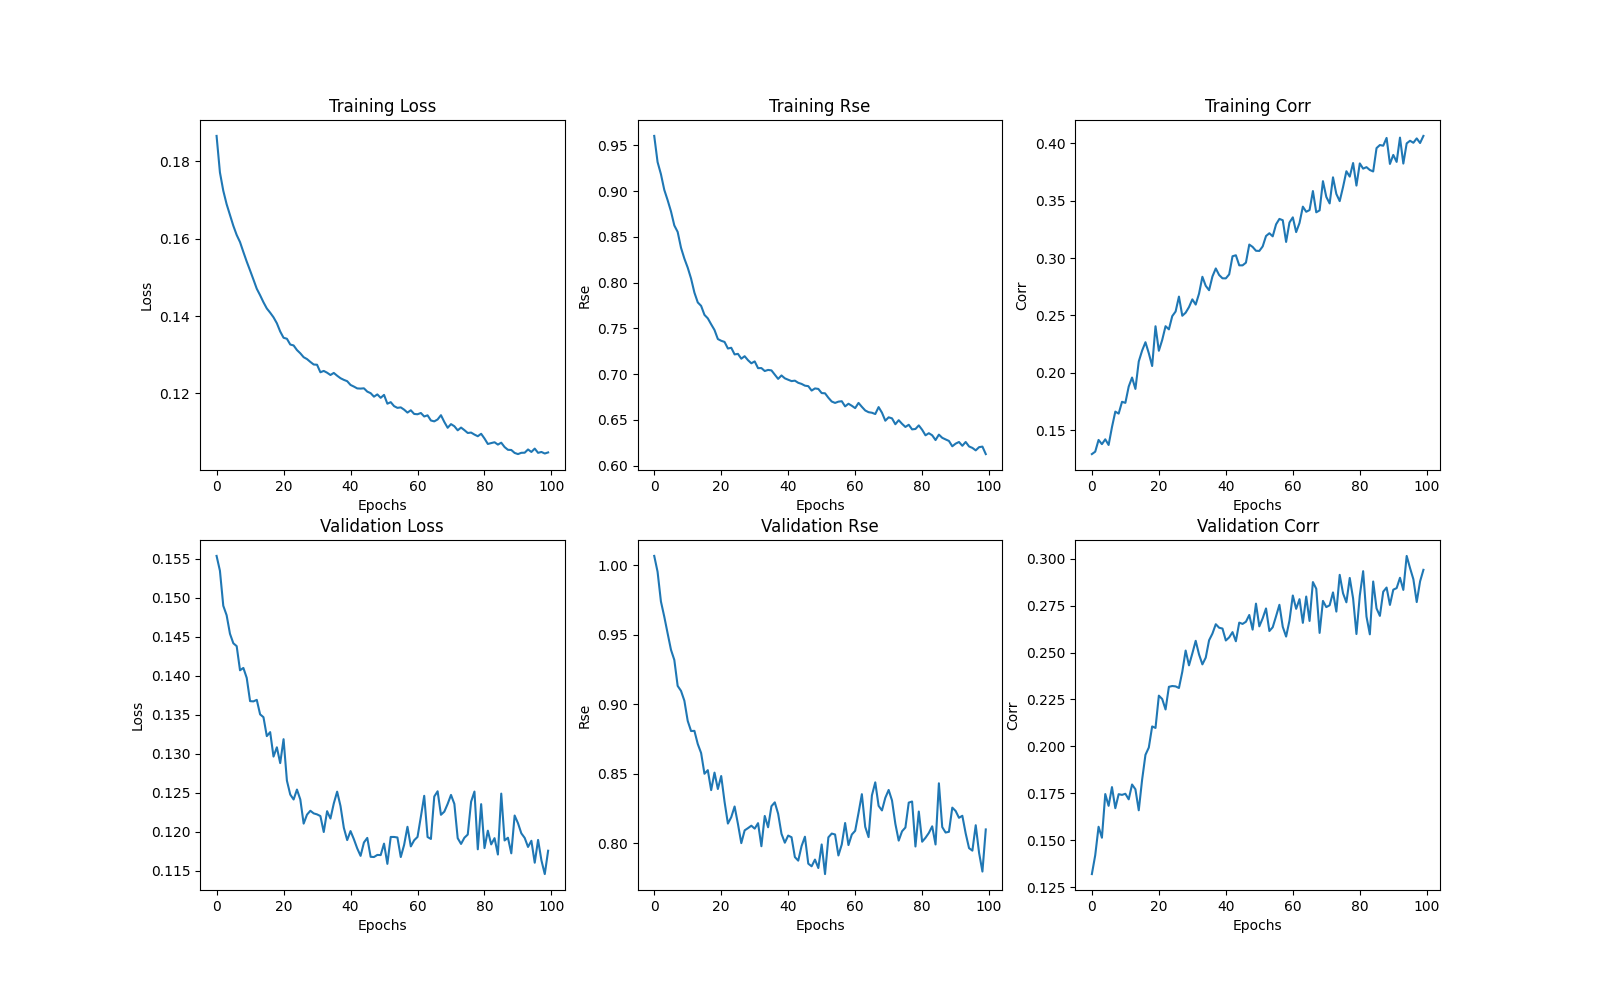 Training Loss
Loss
0.18
0.16
0.14
0.12
0 20 40 60 80 100
Epochs
Training Rse
Rse
0.95
0.90
0.85
0.80
0.75
0.70
0.65
0.60
0 20 40 60 80 100
Epochs
Training Corr
Corr
0.40
0.35
0.30
0.25
0.20
0.15
0 20 40 60 80 100
Epochs
Validation Loss
Loss
0.155
0.150
0.145
0.140
0.135
0.130
0.125
0.120
0.115
0 20 40 60 80 100
Epochs
Validation Rse
Rse
1.00
0.95
0.90
0.85
0.80
0 20 40 60 80 100
Epochs
Validation Corr
Corr
0.300
0.275
0.250
0.225
0.200
0.175
0.150
0.125
0 20 40 60 80 100
Epochs